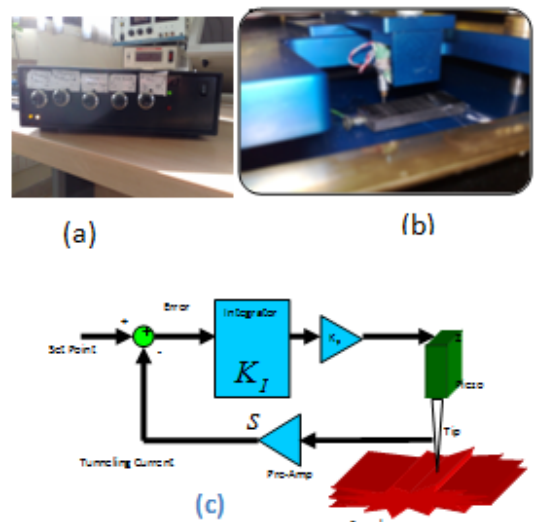 (a)
(b)
Error
Integrator
+
+
-
Set Point
K_I
K_p
Z
Piezo
S
Tip
Tunneling Current
Pre-Amp
(c)